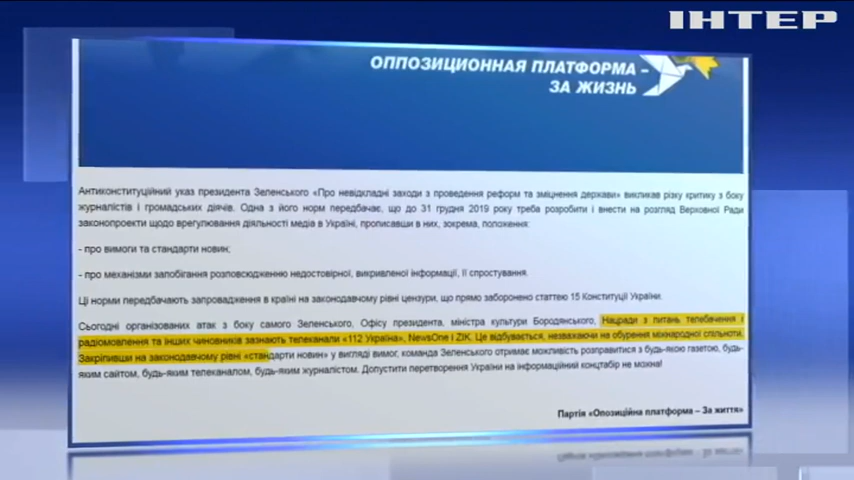 ІНТЕР
ОППОЗИЦИОННАЯ ПЛАТФОРМА –
ЗА ЖИЗНЬ
Антиконституційний указ президента Зеленського «Про невідкладні заходи з проведення реформ та зміцнення держави» викликав різку критику з боку
журналістів і громадських діячів. Одна з його норм передбачає, що до 31 грудня 2019 року треба розробити і внести на розгляд Верховної Ради
законопроекти щодо врегулювання діяльності медіа в Україні, прописавши в них, зокрема, положення:
- про вимоги та стандарти новин;
- про механізми запобігання розповсюдженню недостовірної, викривленої інформації, її спростування.
Ці норми передбачають запровадження в країні на законодавчому рівні цензури, що прямо заборонено статтею 15 Конституції України.
Сьогодні організованих атак з боку самого Зеленського, Офісу президента, міністра культури Бородянського, Нацради з питань телебачення і
радіомовлення та інших чиновників зазнають телеканали «112 Україна», NewsOne і ZIK. Це відбувається, незважаючи на обурення міжнародної спільноти.
Закріпивши на законодавчому рівні «стандарти новин» у вигляді вимог, команда Зеленського отримає можливість розправитися з будь-якою газетою, будь-
яким сайтом, будь-яким телеканалом, будь-яким журналістом. Допустити перетворення України на інформаційний концтабір не можна!
Партія «Опозиційна платформа – За життя»